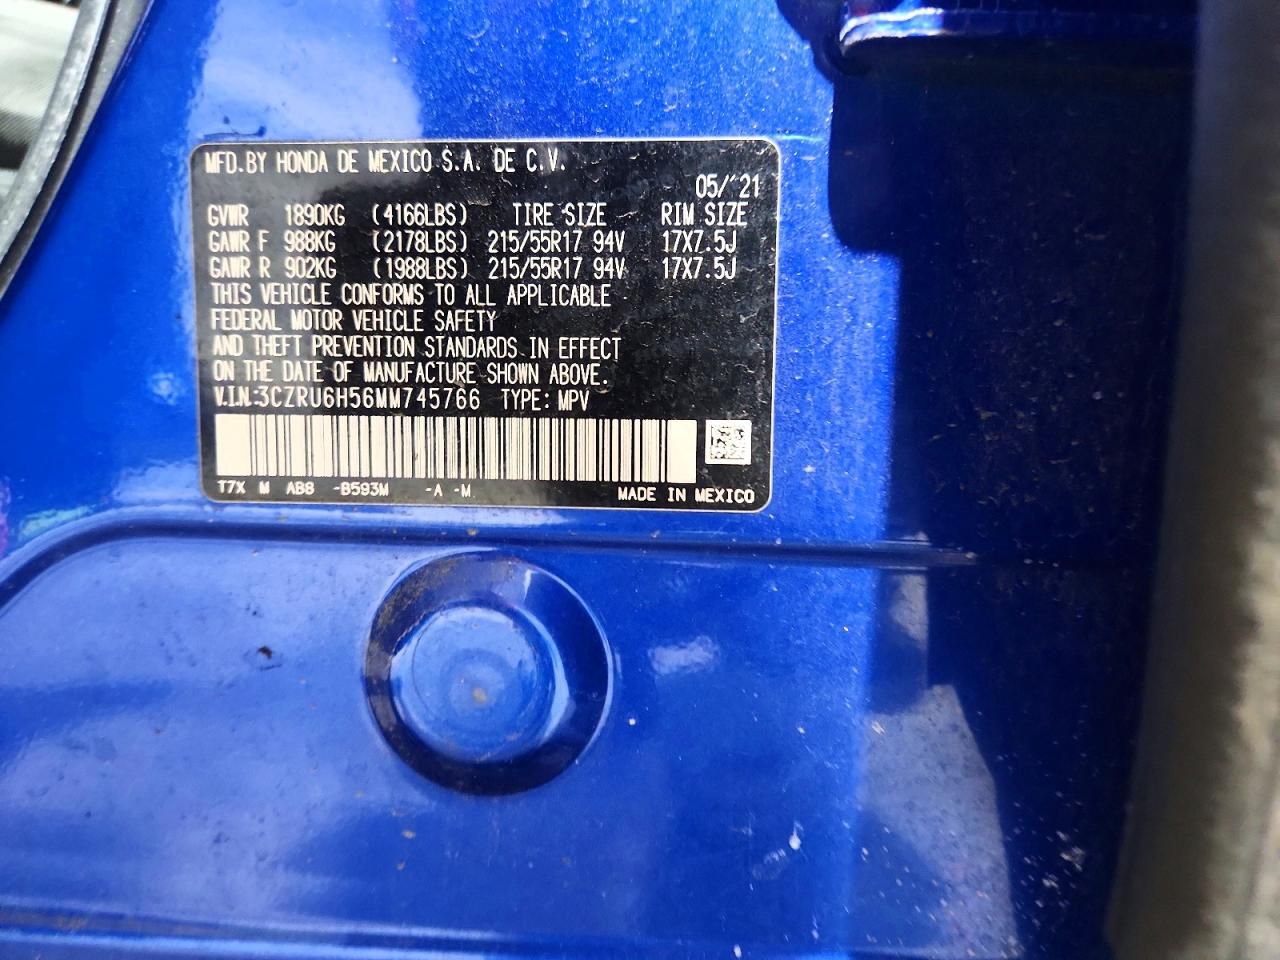 MFD.BY HONDA DE MEXICO S.A. DE C.V.
05/'21
GVWR 1890KG (4166LBS) TIRE SIZE RIM SIZE
GAWR F 988KG (2178LBS) 215/55R17 94V 17X7.5J
GAWR R 902KG (1988LBS) 215/55R17 94V 17X7.5J
THIS VEHICLE CONFORMS TO ALL APPLICABLE
FEDERAL MOTOR VEHICLE SAFETY
AND THEFT PREVENTION STANDARDS IN EFFECT
ON THE DATE OF MANUFACTURE SHOWN ABOVE.
V.I.N:3CZRU6H56MM745766 TYPE: MPV
T7X M AB8 -B593M -A -M MADE IN MEXICO